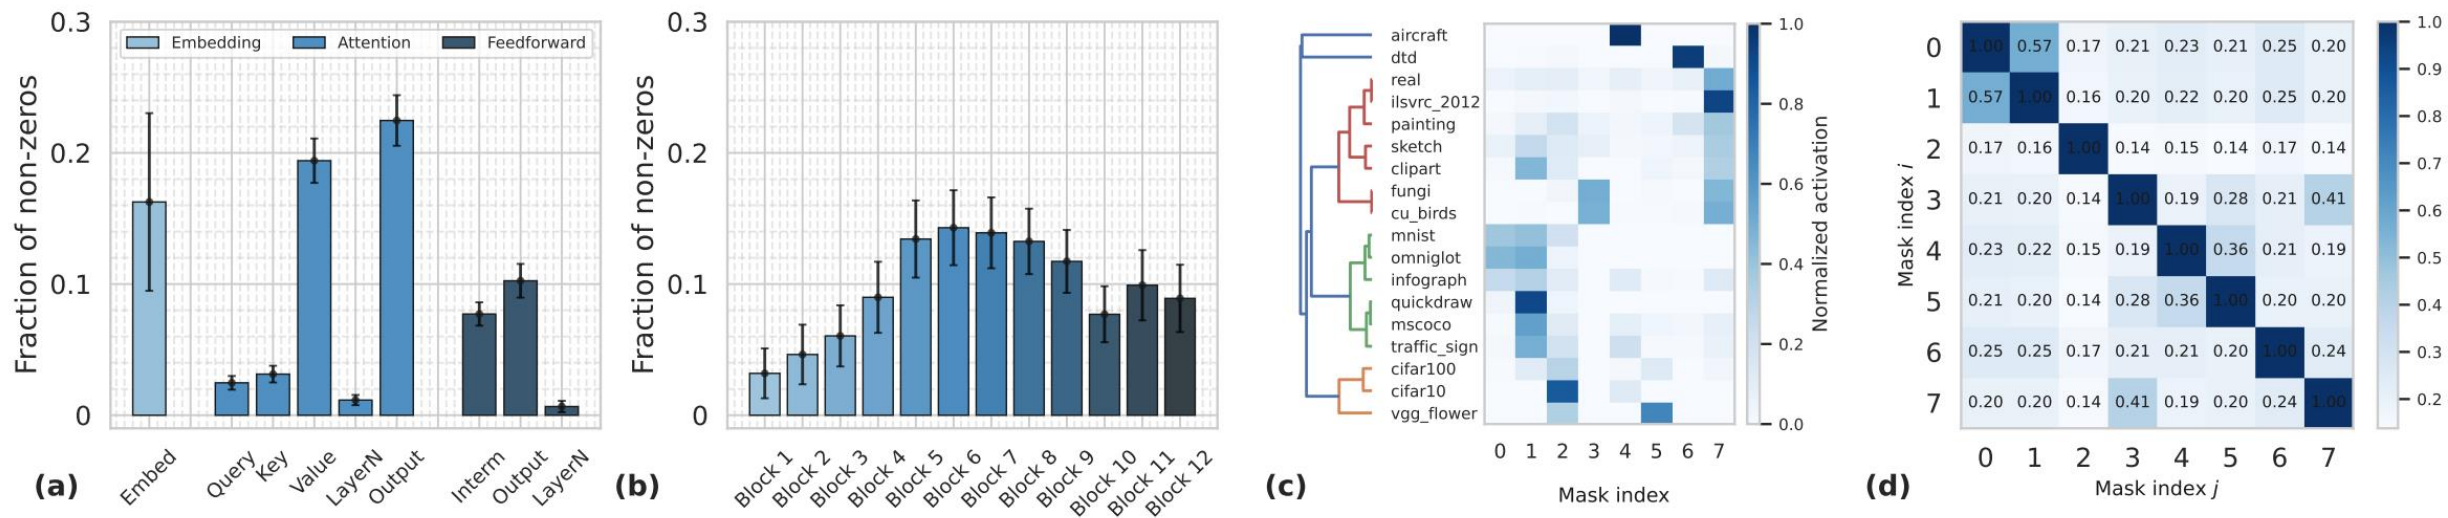 0.3
0.2
0.1
0
Fraction of non-zeros
Embedding
Attention
Feedforward
Embed
Query
Key
Value
LayerN
Output
Interm
Output
LayerN
(a)
0.3
0.2
0.1
0
Fraction of non-zeros
Block 1
Block 2
Block 3
Block 4
Block 5
Block 6
Block 7
Block 8
Block 9
Block 10
Block 11
Block 12
(b)
aircraft
dtd
real
ilsvrc_2012
painting
sketch
clipart
fungi
cu_birds
mnist
omniglot
infograph
quickdraw
mscoco
traffic_sign
cifar100
cifar10
vgg_flower
0 1 2 3 4 5 6 7
Mask index
1.0
0.8
0.6
0.4
0.2
0.0
Normalized activation
(c)
Mask index i
0 1.00 0.57 0.17 0.21 0.23 0.21 0.25 0.20
1 0.57 1.00 0.16 0.20 0.22 0.20 0.25 0.20
2 0.17 0.16 1.00 0.14 0.15 0.14 0.17 0.14
3 0.21 0.20 0.14 1.00 0.19 0.28 0.21 0.41
4 0.23 0.22 0.15 0.19 1.00 0.36 0.21 0.19
5 0.21 0.20 0.14 0.28 0.36 1.00 0.20 0.20
6 0.25 0.25 0.17 0.21 0.21 0.20 1.00 0.24
7 0.20 0.20 0.14 0.41 0.19 0.20 0.24 1.00
0 1 2 3 4 5 6 7
Mask index j
1.0
0.9
0.8
0.7
0.6
0.5
0.4
0.3
0.2
(d)